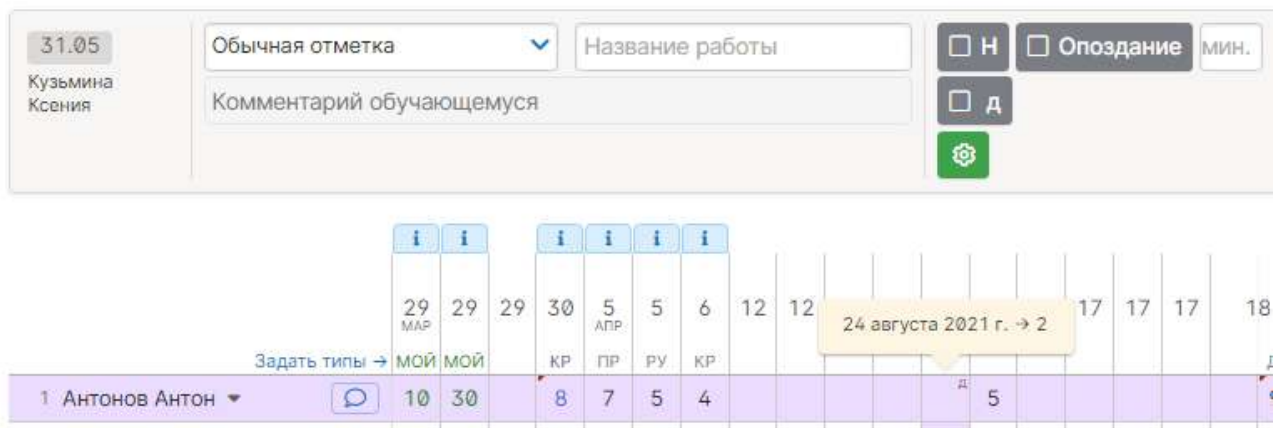 31.05
Кузьмина
Ксения
Обычная отметка
Название работы
Комментарий обучающемуся
Н
Опоздание
мин.
д
i i i i i i
29 29 29 30 5 5 6 12 12 17 17 17 18
МАР АПР
24 августа 2021 г. → 2
Задать типы → МОЙ МОЙ КР ПР РУ КР
1 Антонов Антон 10 30 8 7 5 4 д 5